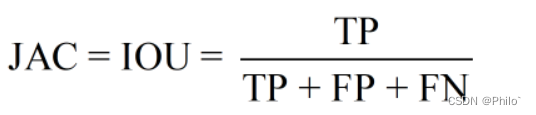 JAC = IOU = TP / TP + FP + FN
CSDN @Philo`